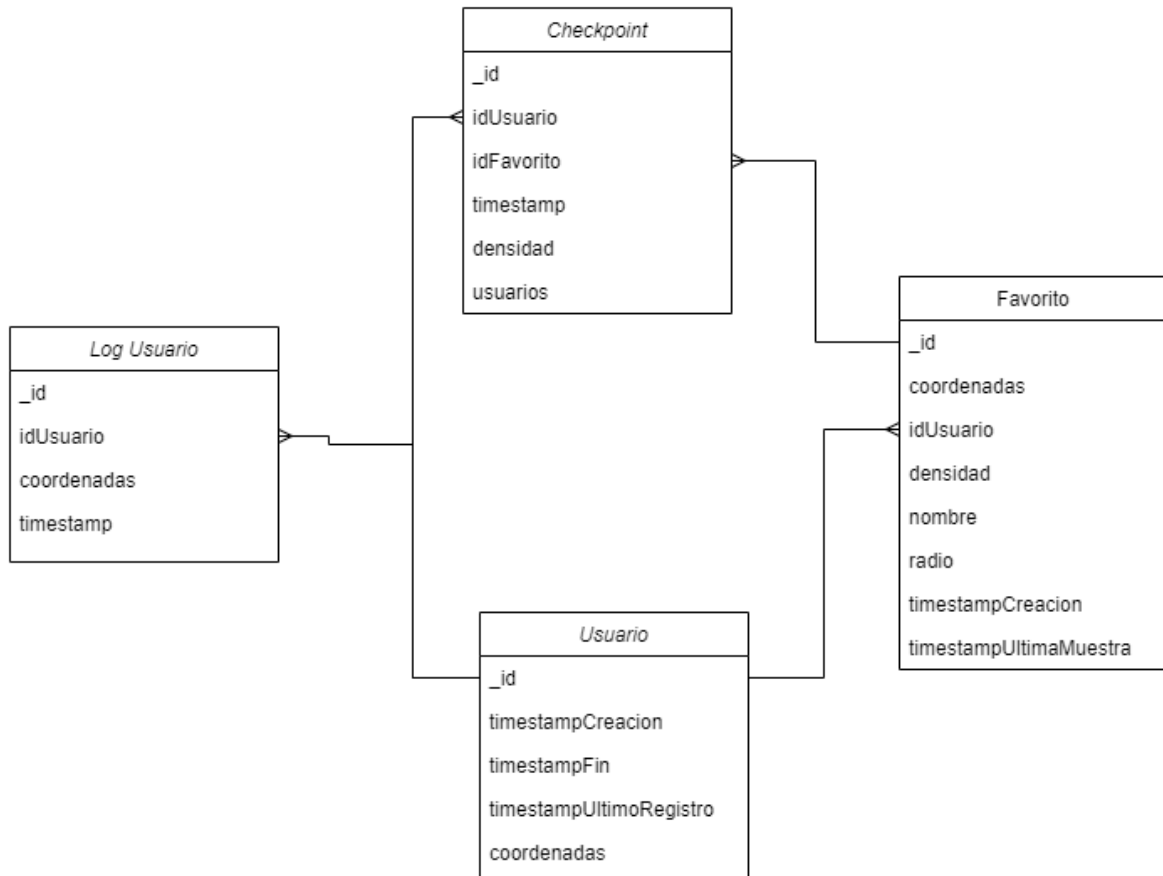 Checkpoint
_id
idUsuario
idFavorito
timestamp
densidad
usuarios
Log Usuario
_id
idUsuario
coordenadas
timestamp
Favorito
_id
coordenadas
idUsuario
densidad
nombre
radio
timestampCreacion
timestampUltimaMuestra
Usuario
_id
timestampCreacion
timestampFin
timestampUltimoRegistro
coordenadas